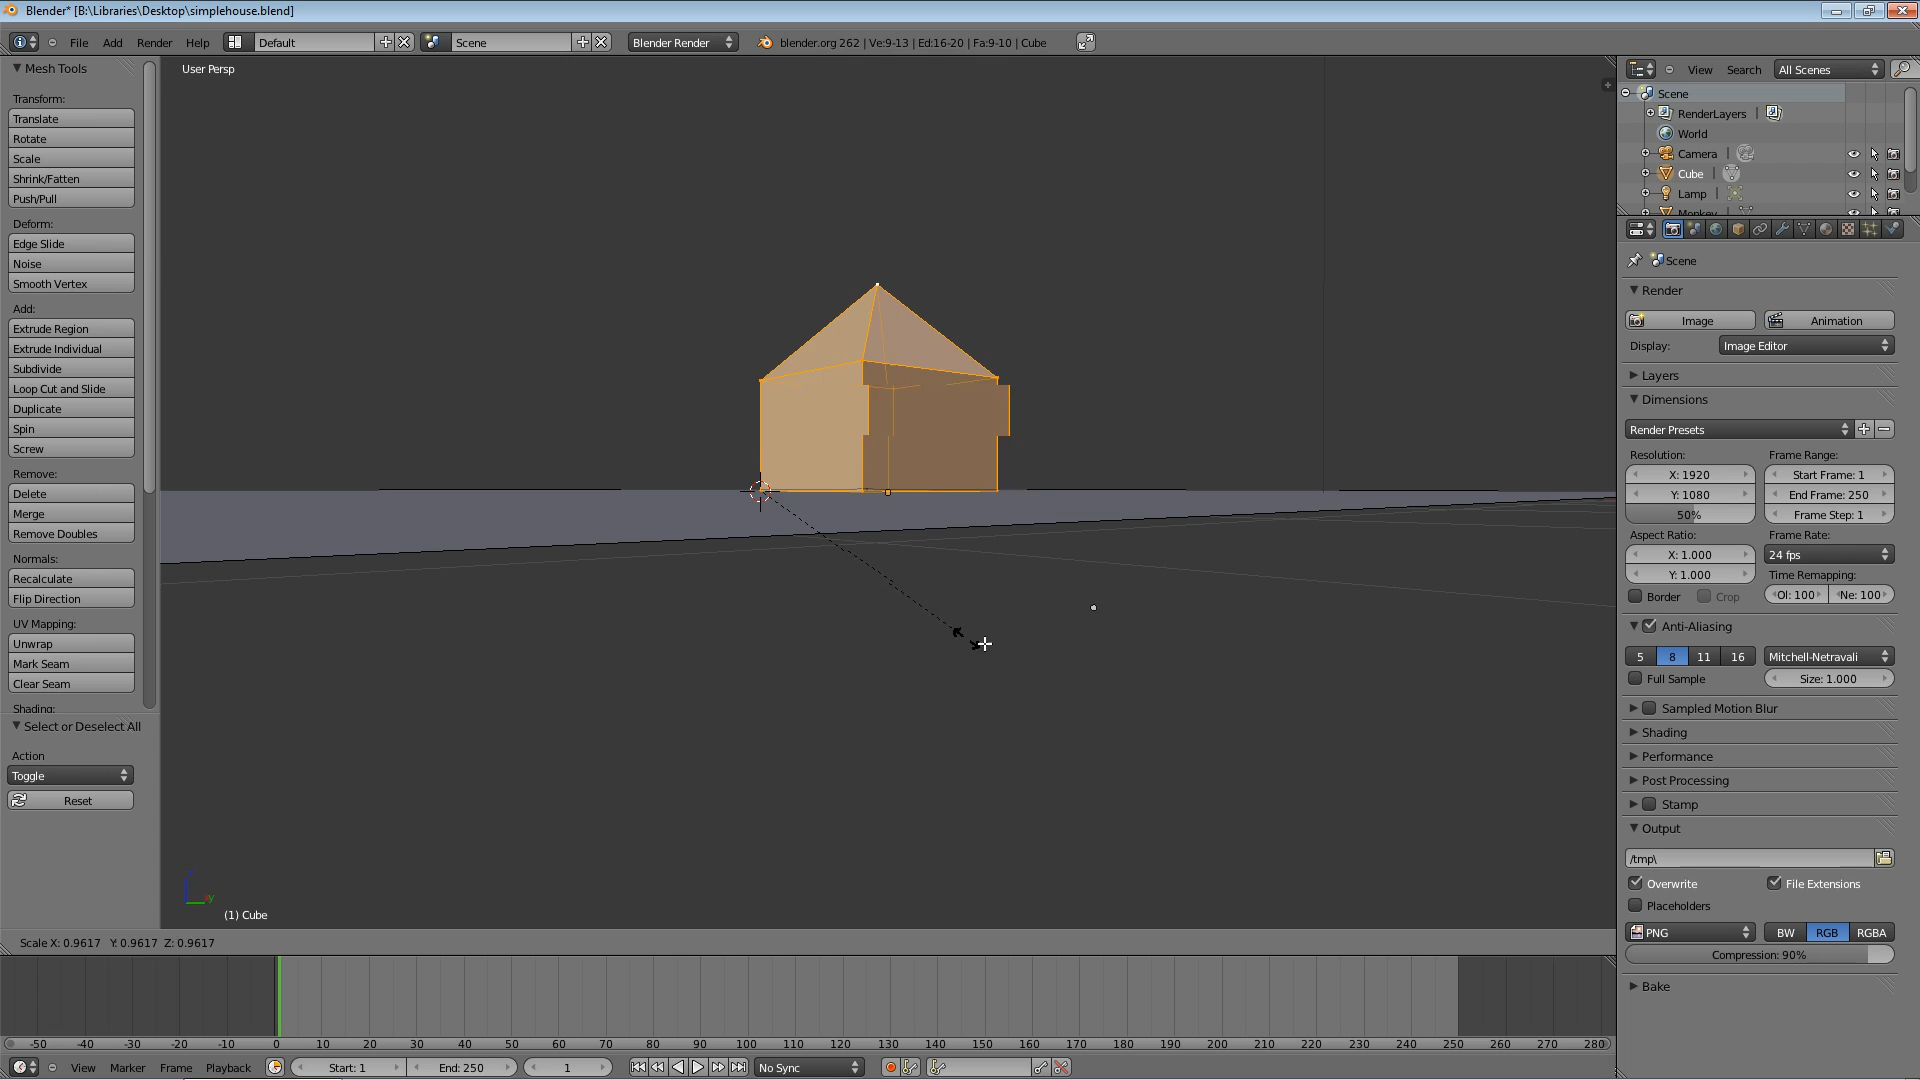 Blender* [B:\Libraries\Desktop\simplehouse.blend]
File Add Render Help Default Scene Blender Render blender.org 262 | Ve:9-13 | Ed:16-20 | Fa:9-10 | Cube
Mesh Tools
Transform:
Translate
Rotate
Scale
Shrink/Fatten
Push/Pull
Deform:
Edge Slide
Noise
Smooth Vertex
Add:
Extrude Region
Extrude Individual
Subdivide
Loop Cut and Slide
Duplicate
Spin
Screw
Remove:
Delete
Merge
Remove Doubles
Normals:
Recalculate
Flip Direction
UV Mapping:
Unwrap
Mark Seam
Clear Seam
Shading:
Select or Deselect All
Action
Toggle
Reset
User Persp
y
(1) Cube
Scale X: 0.9617 Y: 0.9617 Z: 0.9617
View Search All Scenes
Scene
RenderLayers |
World
Camera |
Cube |
Lamp |
Monkey |
Scene
Render
Image Animation
Display: Image Editor
Layers
Dimensions
Render Presets
Resolution: Frame Range:
X: 1920 Start Frame: 1
Y: 1080 End Frame: 250
50% Frame Step: 1
Aspect Ratio: Frame Rate:
X: 1.000 24 fps
Y: 1.000 Time Remapping:
Border Crop Ol: 100 Ne: 100
Anti-Aliasing
5 8 11 16 Mitchell-Netravali
Full Sample Size: 1.000
Sampled Motion Blur
Shading
Performance
Post Processing
Stamp
Output
/tmp\
Overwrite File Extensions
Placeholders
PNG BW RGB RGBA
Compression: 90%
Bake
-50 -40 -30 -20 -10 0 10 20 30 40 50 60 70 80 90 100 110 120 130 140 150 160 170 180 190 200 210 220 230 240 250 260 270 280
View Marker Frame Playback Start: 1 End: 250 1 No Sync